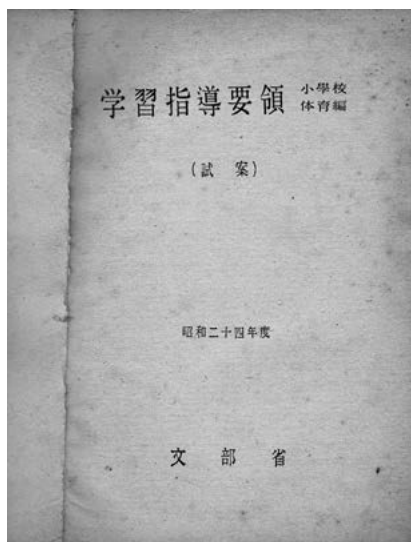 学習指導要領 小學校
体育編
(試案)
昭和二十四年度
文部省